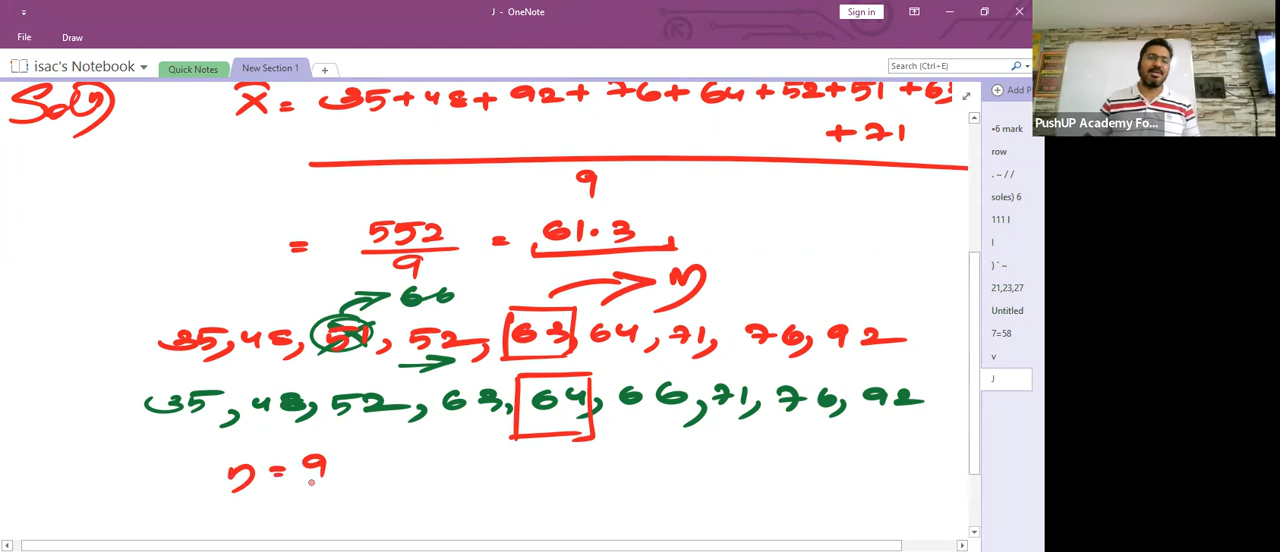 J - OneNote
Sign in
File
Draw
isac's Notebook
Quick Notes
New Section 1
+
Search (Ctrl+E)
Add P
PushUP Academy Fo...
•6 mark
row
. ~ / /
soles) 6
111 I
I
) ` ~
21,23,27
Untitled
7=58
v
J
Sol(n)
X̅ = 35+48+ 92+ 76+ 64+52+51 +63
+71
9
= 552/9 = 61.3
66
M
35, 48, 51, 52, 63, 64, 71, 76, 92
35, 48, 52, 63, 64, 66, 71, 76, 92
n = 9